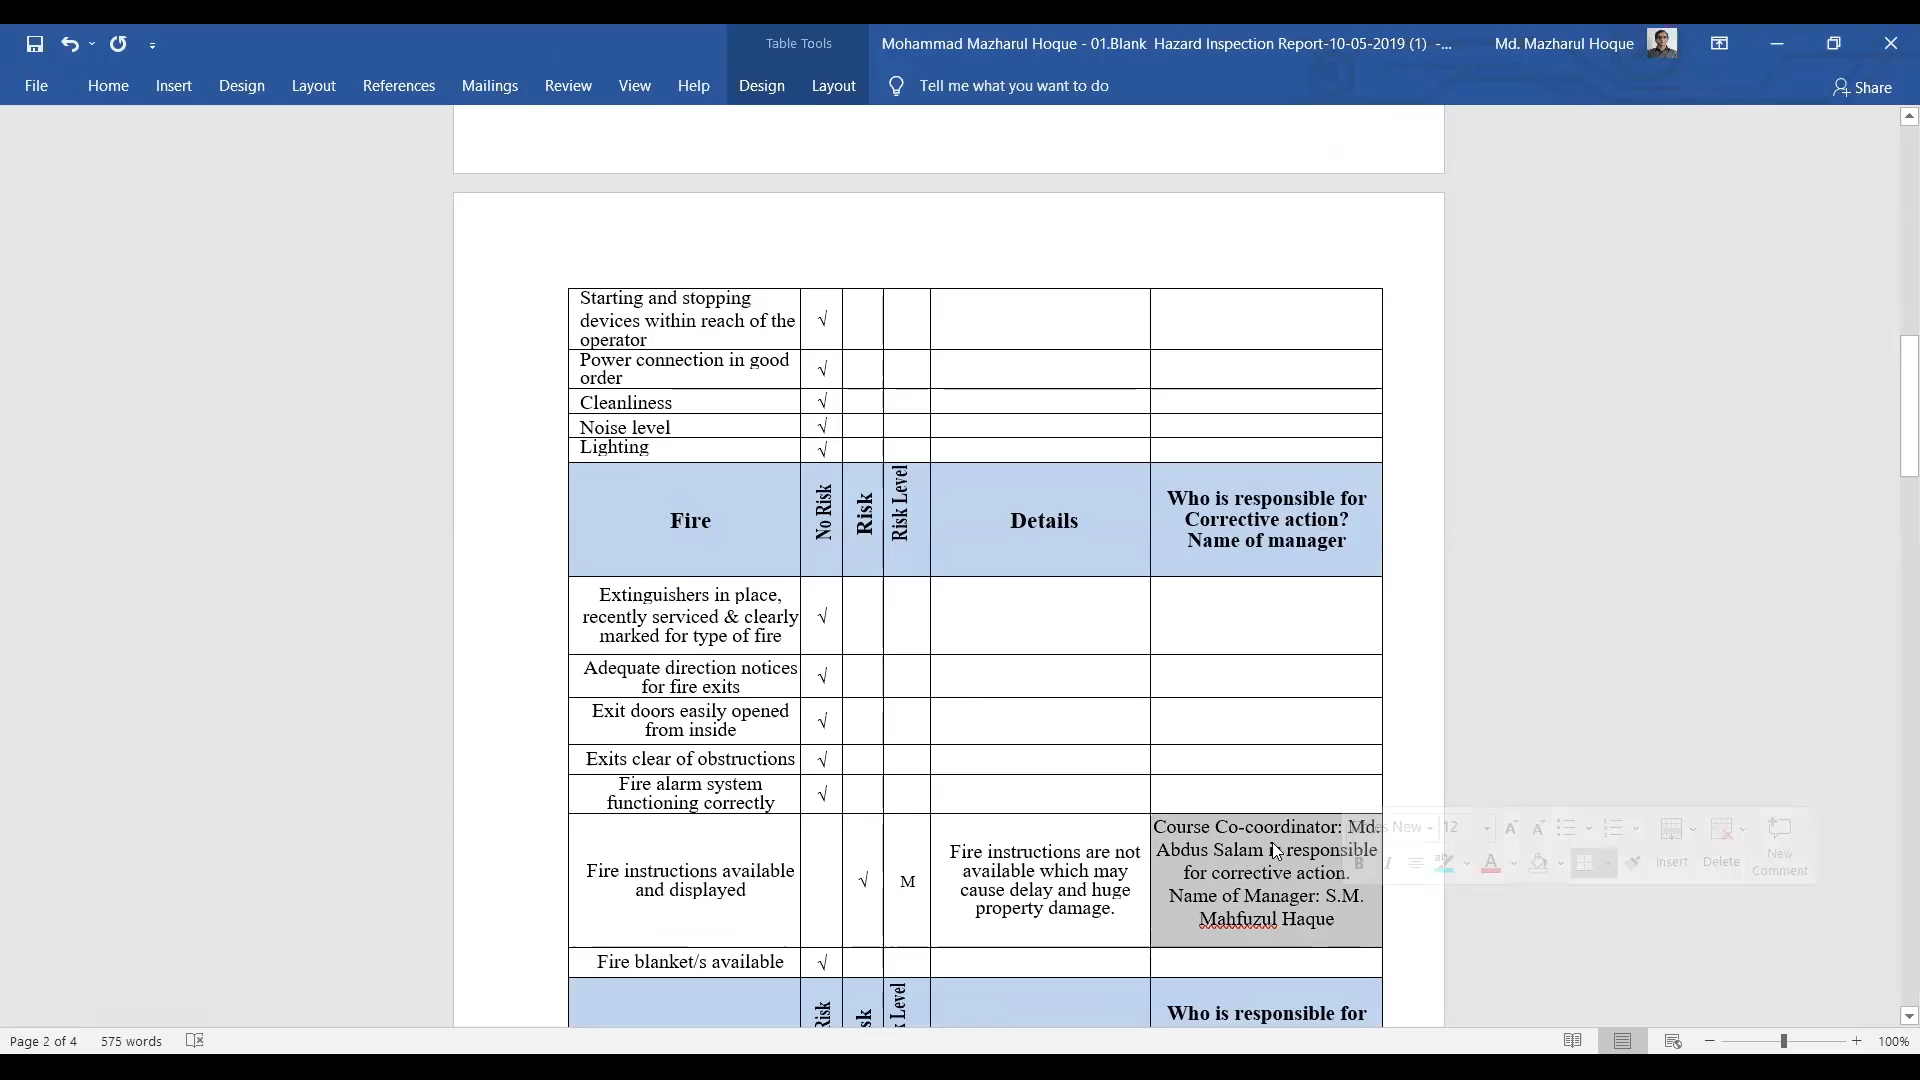 Table Tools
Mohammad Mazharul Hoque - 01.Blank Hazard Inspection Report-10-05-2019 (1) -...
Md. Mazharul Hoque
File Home Insert Design Layout References Mailings Review View Help Design Layout Tell me what you want to do
Share
Starting and stopping
devices within reach of the
operator
√
Power connection in good
order
√
Cleanliness √
Noise level √
Lighting √
Fire
No Risk
Risk
Risk Level
Details
Who is responsible for
Corrective action?
Name of manager
Extinguishers in place,
recently serviced & clearly
marked for type of fire
√
Adequate direction notices
for fire exits
√
Exit doors easily opened
from inside
√
Exits clear of obstructions √
Fire alarm system
functioning correctly
√
Fire instructions available
and displayed
√
M
Fire instructions are not
available which may
cause delay and huge
property damage.
Course Co-coordinator: Md.
Abdus Salam is responsible
for corrective action.
Name of Manager: S.M.
Mahfuzul Haque
New 12
Insert Delete New
Comment
Fire blanket/s available √
Risk
sk
Level
Who is responsible for
Page 2 of 4 575 words
100%